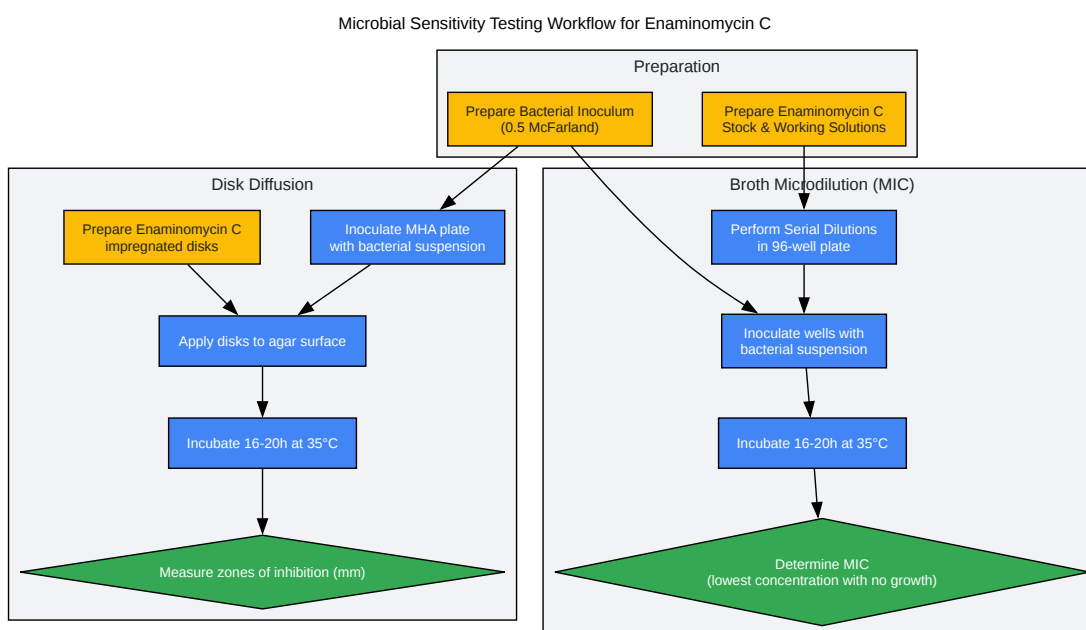 Microbial Sensitivity Testing Workflow for Enaminomycin C
Preparation
Prepare Bacterial Inoculum
(0.5 McFarland)
Prepare Enaminomycin C
Stock & Working Solutions
Disk Diffusion
Prepare Enaminomycin C
impregnated disks
Inoculate MHA plate
with bacterial suspension
Apply disks to agar surface
Incubate 16-20h at 35°C
Measure zones of inhibition (mm)
Broth Microdilution (MIC)
Perform Serial Dilutions
in 96-well plate
Inoculate wells with
bacterial suspension
Incubate 16-20h at 35°C
Determine MIC
(lowest concentration with no growth)